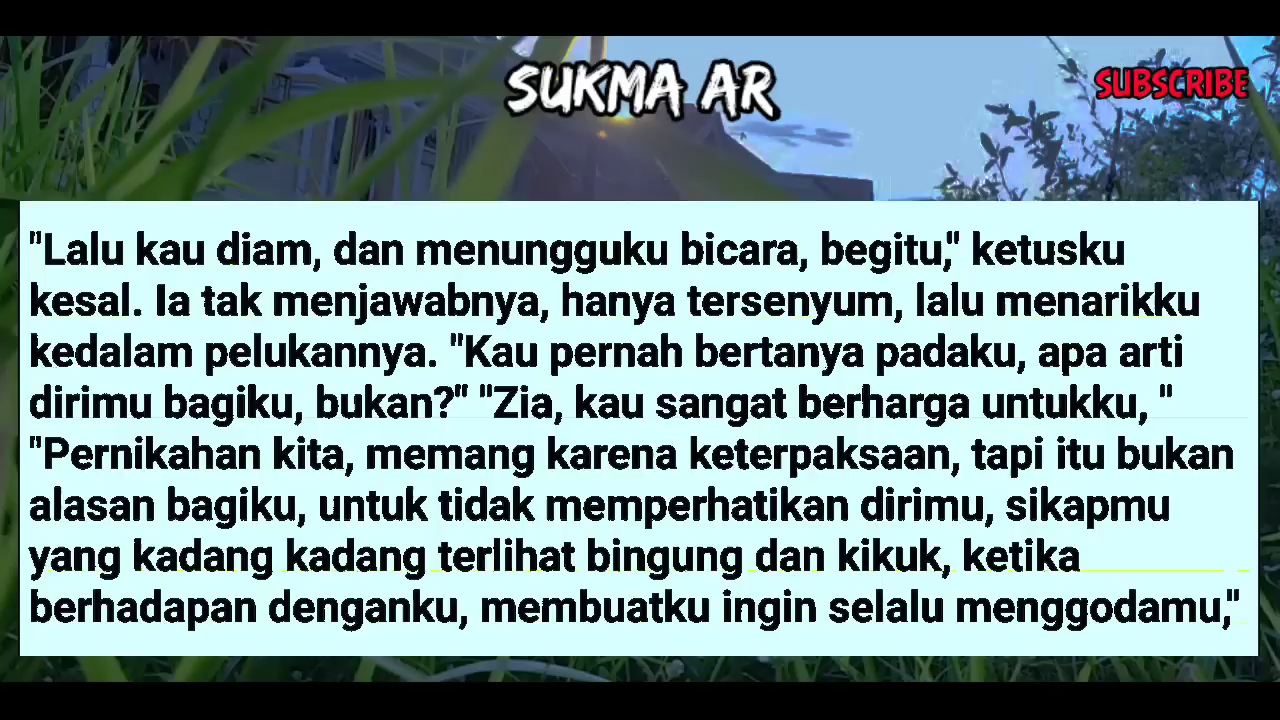 SUKMA AR
SUBSCRIBE
"Lalu kau diam, dan menungguku bicara, begitu," ketusku
kesal. Ia tak menjawabnya, hanya tersenyum, lalu menarikku
kedalam pelukannya. "Kau pernah bertanya padaku, apa arti
dirimu bagiku, bukan?" "Zia, kau sangat berharga untukku, "
"Pernikahan kita, memang karena keterpaksaan, tapi itu bukan
alasan bagiku, untuk tidak memperhatikan dirimu, sikapmu
yang kadang kadang terlihat bingung dan kikuk, ketika
berhadapan denganku, membuatku ingin selalu menggodamu,"